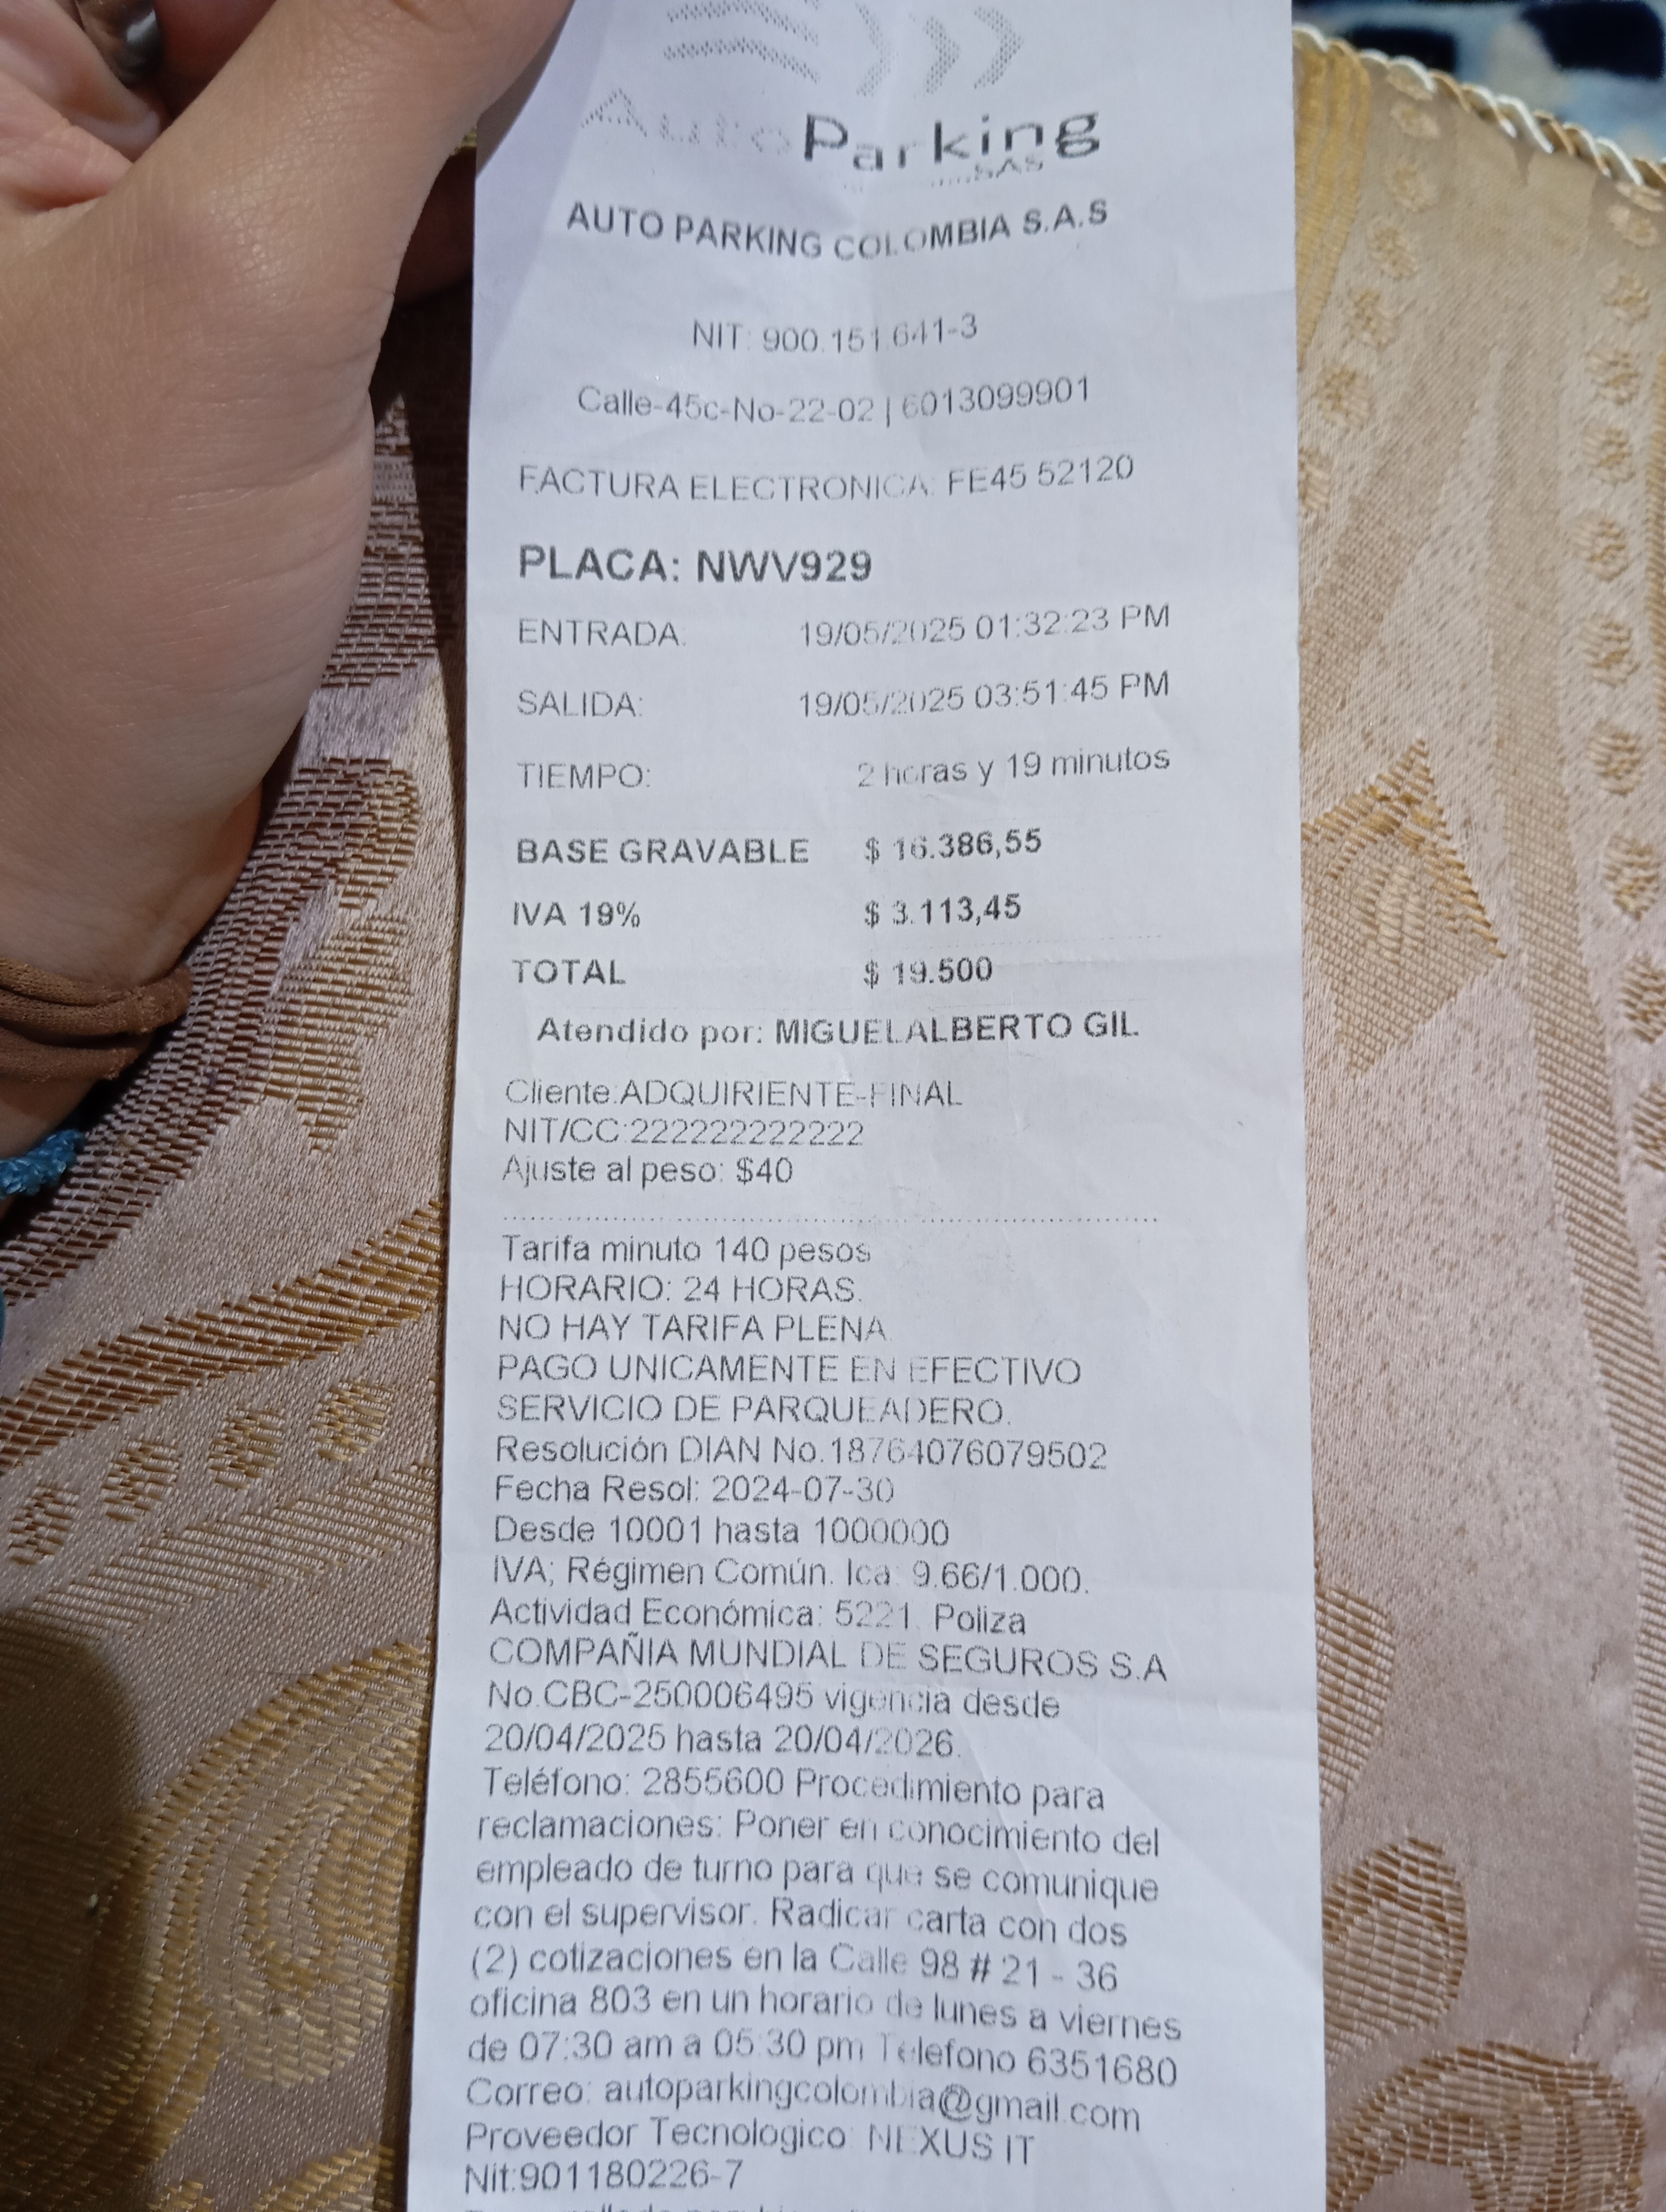 AutoParking
SAS
AUTO PARKING COLOMBIA S.A.S
NIT: 900.151.641-3
Calle-45c-No-22-02 | 6013099901
FACTURA ELECTRONICA: FE45 52120
PLACA: NWV929
ENTRADA: 19/05/2025 01:32:23 PM
SALIDA: 19/05/2025 03:51:45 PM
TIEMPO: 2 horas y 19 minutos
BASE GRAVABLE $ 16.386,55
IVA 19% $ 3.113,45
TOTAL $ 19.500
Atendido por: MIGUELALBERTO GIL
Cliente:ADQUIRIENTE-FINAL
NIT/CC:222222222222
Ajuste al peso: $40
Tarifa minuto 140 pesos
HORARIO: 24 HORAS.
NO HAY TARIFA PLENA.
PAGO UNICAMENTE EN EFECTIVO
SERVICIO DE PARQUEADERO.
Resolución DIAN No.18764076079502
Fecha Resol: 2024-07-30
Desde 10001 hasta 1000000
IVA; Régimen Común. Ica: 9.66/1.000.
Actividad Económica: 5221. Poliza
COMPAÑIA MUNDIAL DE SEGUROS S.A
No.CBC-250006495 vigencia desde
20/04/2025 hasta 20/04/2026.
Teléfono: 2855600 Procedimiento para
reclamaciones: Poner en conocimiento del
empleado de turno para que se comunique
con el supervisor. Radicar carta con dos
(2) cotizaciones en la Calle 98 # 21 - 36
oficina 803 en un horario de lunes a viernes
de 07:30 am a 05:30 pm Telefono 6351680
Correo: autoparkingcolombia@gmail.com
Proveedor Tecnologico: NEXUS IT
Nit:901180226-7